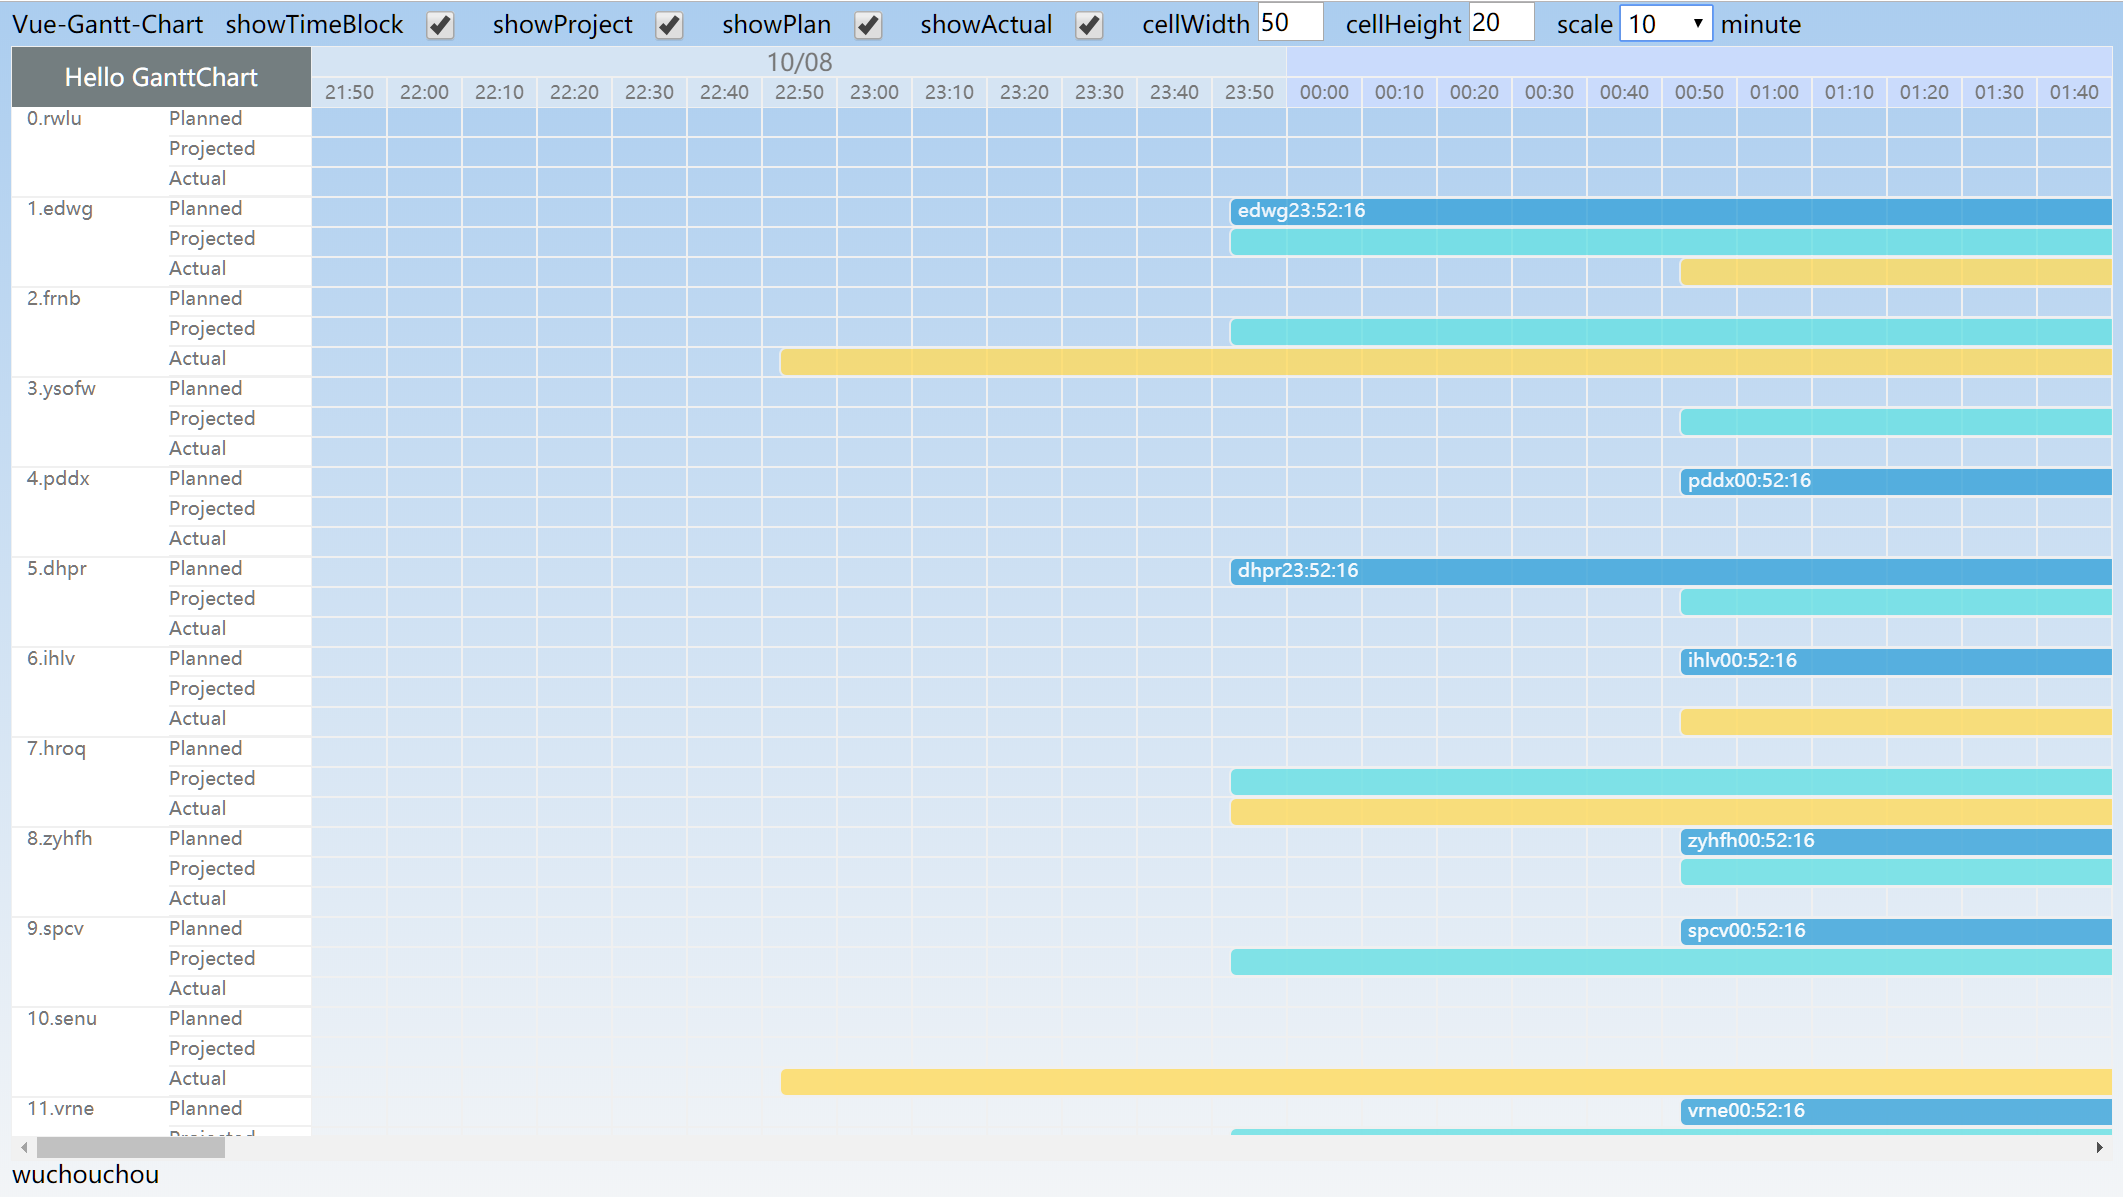 Vue-Gantt-Chart showTimeBlock showProject showPlan showActual cellWidth 50 cellHeight 20 scale 10 minute
Hello GanttChart
10/08
21:50 22:00 22:10 22:20 22:30 22:40 22:50 23:00 23:10 23:20 23:30 23:40 23:50 00:00 00:10 00:20 00:30 00:40 00:50 01:00 01:10 01:20 01:30 01:40
0.rwlu Planned
Projected
Actual
1.edwg Planned edwg23:52:16
Projected
Actual
2.frnb Planned
Projected
Actual
3.ysofw Planned
Projected
Actual
4.pddx Planned pddx00:52:16
Projected
Actual
5.dhpr Planned dhpr23:52:16
Projected
Actual
6.ihlv Planned ihlv00:52:16
Projected
Actual
7.hroq Planned
Projected
Actual
8.zyhfh Planned zyhfh00:52:16
Projected
Actual
9.spcv Planned spcv00:52:16
Projected
Actual
10.senu Planned
Projected
Actual
11.vrne Planned vrne00:52:16
Projected
wuchouchou